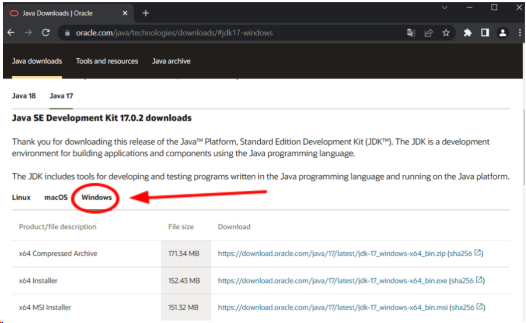 Java Downloads | Oracle
oracle.com/java/technologies/downloads/#jdk17-windows
Java downloads Tools and resources Java archive
Java 18 Java 17
Java SE Development Kit 17.0.2 downloads
Thank you for downloading this release of the Java™ Platform, Standard Edition Development Kit (JDK™). The JDK is a development
environment for building applications and components using the Java programming language.
The JDK includes tools for developing and testing programs written in the Java programming language and running on the Java platform.
Linux macOS Windows
Product/file description File size Download
x64 Compressed Archive 171.34 MB https://download.oracle.com/java/17/latest/jdk-17_windows-x64_bin.zip (sha256)
x64 Installer 152.43 MB https://download.oracle.com/java/17/latest/jdk-17_windows-x64_bin.exe (sha256)
x64 MSI Installer 151.32 MB https://download.oracle.com/java/17/latest/jdk-17_windows-x64_bin.msi (sha256)